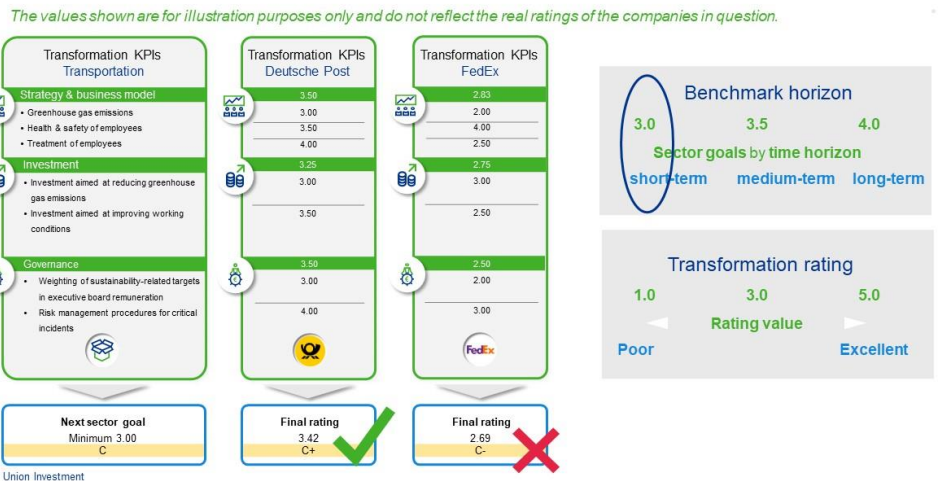 The values shown are for illustration purposes only and do not reflect the real ratings of the companies in question.
Transformation KPIs
Transportation
Strategy & business model
• Greenhouse gas emissions
• Health & safety of employees
• Treatment of employees
Investment
• Investment aimed at reducing greenhouse
gas emissions
• Investment aimed at improving working
conditions
Governance
• Weighting of sustainability-related targets
in executive board remuneration
• Risk management procedures for critical
incidents
Next sector goal
Minimum 3.00
C
Transformation KPIs
Deutsche Post
3.50
3.00
3.50
4.00
3.25
3.00
3.50
3.50
3.00
4.00
Final rating
3.42
C+
Transformation KPIs
FedEx
2.83
2.00
4.00
2.50
2.75
3.00
2.50
2.50
2.00
3.00
FedEx
Final rating
2.69
C-
Benchmark horizon
3.0 3.5 4.0
Sector goals by time horizon
short-term medium-term long-term
Transformation rating
1.0 3.0 5.0
Rating value
Poor Excellent
Union Investment